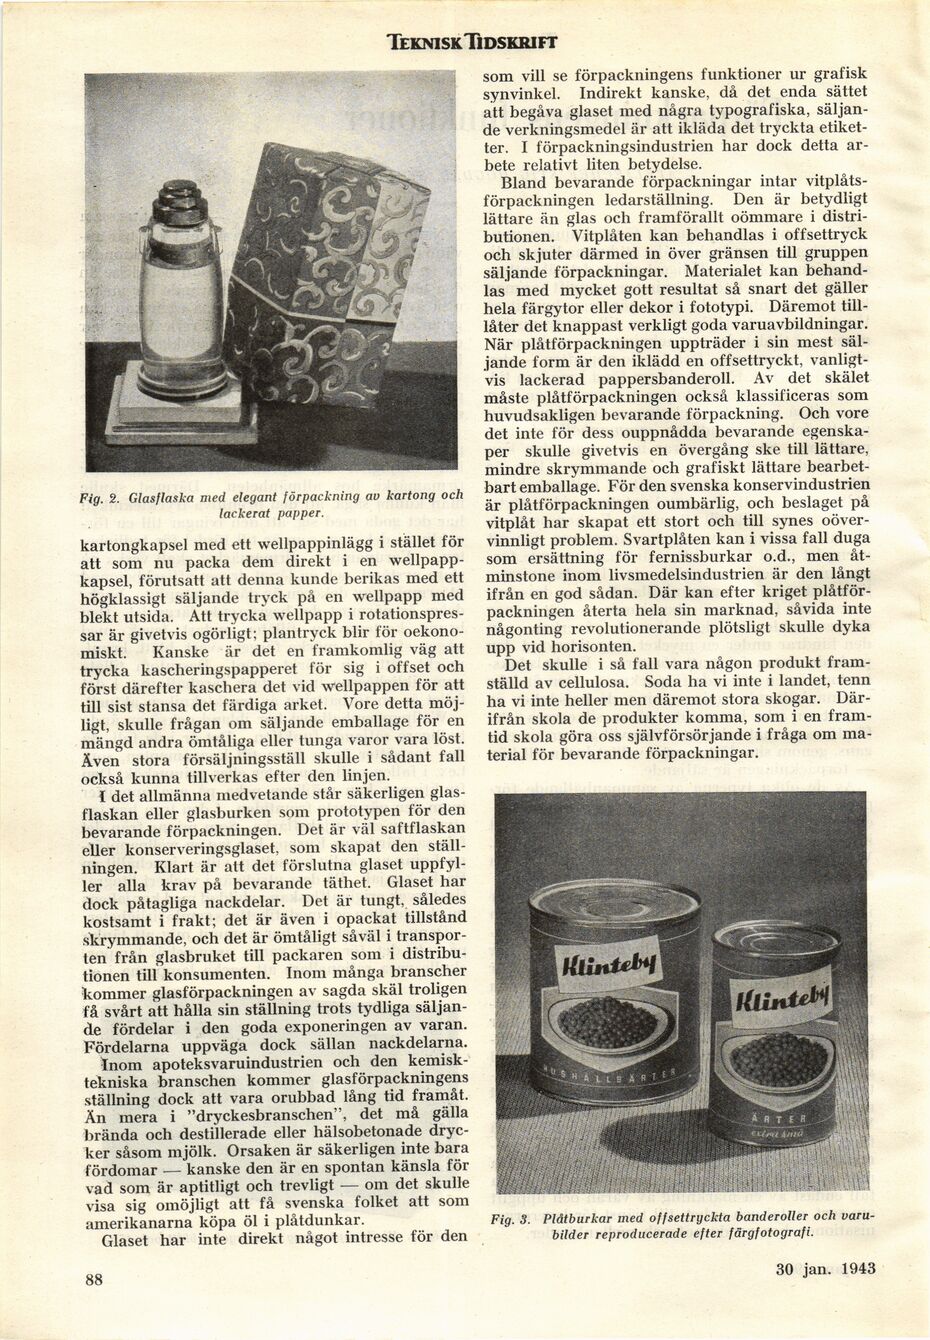 TEKNISK TIDSKRIFT
Fig. 2. Glasflaska med elegant förpackning av kartong och
lackerat papper.
kartongkapsel med ett wellpappinlägg i stället för
att som nu packa dem direkt i en wellpapp-
kapsel, förutsatt att denna kunde berikas med ett
högklassigt säljande tryck på en wellpapp med
blekt utsida. Att trycka wellpapp i rotationspres-
sar är givetvis ogörligt; plantryck blir för oekono-
miskt. Kanske är det en framkomlig väg att
trycka kascheringspapperet för sig i offset och
först därefter kaschera det vid wellpappen för att
till sist stansa det färdiga arket. Vore detta möj-
ligt, skulle frågan om säljande emballage för en
mängd andra ömtåliga eller tunga varor vara löst.
Även stora försäljningsställ skulle i sådant fall
också kunna tillverkas efter den linjen.
I det allmänna medvetande står säkerligen glas-
flaskan eller glasburken som prototypen för den
bevarande förpackningen. Det är väl saftflaskan
eller konserveringsglaset, som skapat den ställ-
ningen. Klart är att det förslutna glaset uppfyl-
ler alla krav på bevarande täthet. Glaset har
dock påtagliga nackdelar. Det är tungt, således
kostsamt i frakt; det är även i opackat tillstånd
skrymmande, och det är ömtåligt såväl i transpor-
ten från glasbruket till packaren som i distribu-
tionen till konsumenten. Inom många branscher
kommer glasförpackningen av sagda skäl troligen
få svårt att hålla sin ställning trots tydliga säljan-
de fördelar i den goda exponeringen av varan.
Fördelarna uppväga dock sällan nackdelarna.
Inom apoteksvaruindustrien och den kemisk-
tekniska branschen kommer glasförpackningens
ställning dock att vara orubbad lång tid framåt.
Än mera i ”dryckesbranschen”, det må gälla
brända och destillerade eller hälsobetonade dryc-
ker såsom mjölk. Orsaken är säkerligen inte bara
fördomar — kanske den är en spontan känsla för
vad som är aptitligt och trevligt — om det skulle
visa sig omöjligt att få svenska folket att som
amerikanarna köpa öl i plåtdunkar.
Glaset har inte direkt något intresse för den
som vill se förpackningens funktioner ur grafisk
synvinkel. Indirekt kanske, då det enda sättet
att begåva glaset med några typografiska, säljan-
de verkningsmedel är att ikläda det tryckta etiket-
ter. I förpackningsindustrien har dock detta ar-
bete relativt liten betydelse.
Bland bevarande förpackningar intar vitplåts-
förpackningen ledarställning. Den är betydligt
lättare än glas och framförallt oömmare i distri-
butionen. Vitplåten kan behandlas i offsettryck
och skjuter därmed in över gränsen till gruppen
säljande förpackningar. Materialet kan behand-
las med mycket gott resultat så snart det gäller
hela färgytor eller dekor i fototypi. Däremot till-
låter det knappast verkligt goda varuavbildningar.
När plåtförpackningen uppträder i sin mest säl-
jande form är den iklädd en offsettryckt, vanligt-
vis lackerad pappersbanderoll. Av det skälet
måste plåtförpackningen också klassificeras som
huvudsakligen bevarande förpackning. Och vore
det inte för dess ouppnådda bevarande egenska-
per skulle givetvis en övergång ske till lättare,
mindre skrymmande och grafiskt lättare bearbet-
bart emballage. För den svenska konservindustrien
är plåtförpackningen oumbärlig, och beslaget på
vitplåt har skapat ett stort och till synes oöver-
vinnligt problem. Svartplåten kan i vissa fall duga
som ersättning för fernissburkar o.d., men åt-
minstone inom livsmedelsindustrien är den långt
ifrån en god sådan. Där kan efter kriget plåtför-
packningen återta hela sin marknad, såvida inte
någonting revolutionerande plötsligt skulle dyka
upp vid horisonten.
Det skulle i så fall vara någon produkt fram-
ställd av cellulosa. Soda ha vi inte i landet, tenn
ha vi inte heller men däremot stora skogar. Där-
ifrån skola de produkter komma, som i en fram-
tid skola göra oss självförsörjande i fråga om ma-
terial för bevarande förpackningar.
Klinteby
HUSHÅLLSÄRTER
Klinteby
ÄRTER
extra små
Fig. 3. Plåtburkar med offsettryckta banderoller och varu-
bilder reproducerade efter färgfotografi.
88
30 jan. 1943